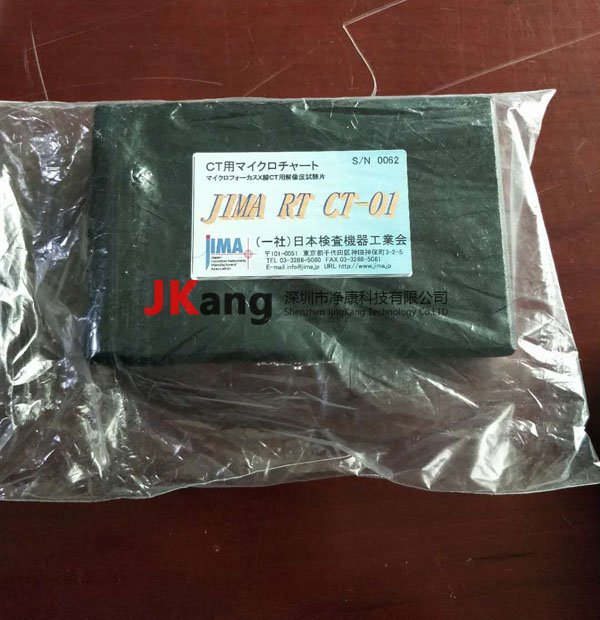 CT用マイクロチャート S/N 0062
マイクロフォーカスX線CT用解像度試験片
JIMA RT CT-01
JIMA
Japan
Inspection Instruments
Manufacturers'
Association
(一社)日本検査機器工業会
〒101-0051 東京都千代田区神田神保町3-2-5
TEL 03-3288-5080 FAX 03-3288-5081
E-mail info@jima.jp URL http://www.jima.jp
JKang 深圳市净康科技有限公司
Shenzhen JingKang Technology Co.LTD